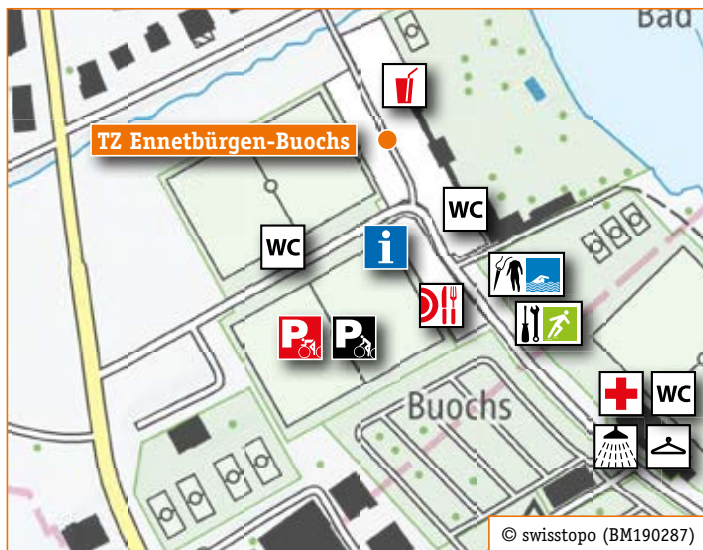 Bad
TZ Ennetbürgen-Buochs
WC
WC
i
P P
Buochs
WC
© swisstopo (BM190287)